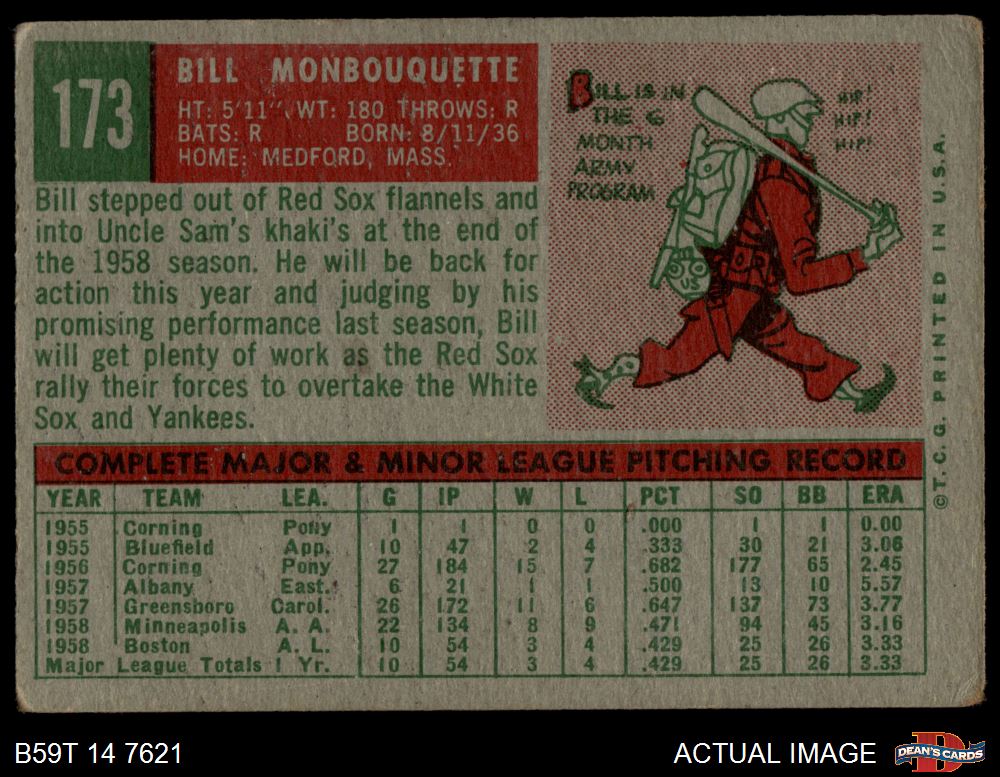 173
BILL MONBOUQUETTE
HT: 5'11" WT: 180 THROWS: R
BATS: R BORN: 8/11/36
HOME: MEDFORD, MASS.
Bill stepped out of Red Sox flannels and
into Uncle Sam's khaki's at the end of
the 1958 season. He will be back for
action this year and judging by his
promising performance last season, Bill
will get plenty of work as the Red Sox
rally their forces to overtake the White
Sox and Yankees.
BILL IS IN
THE 6
MONTH
ARMY
PROGRAM
HIP!
HIP!
HIP!
US
©T.C.G. PRINTED IN U.S.A.
COMPLETE MAJOR & MINOR LEAGUE PITCHING RECORD
YEAR TEAM LEA. G IP W L PCT SO BB ERA
1955 Corning Pony 1 1 0 0 .000 1 1 0.00
1955 Bluefield App. 10 47 2 4 .333 30 21 3.06
1956 Corning Pony 27 184 15 7 .682 177 65 2.45
1957 Albany East. 6 21 1 1 .500 13 10 5.57
1957 Greensboro Carol. 26 172 11 6 .647 137 73 3.77
1958 Minneapolis A. A. 22 134 8 9 .471 94 45 3.16
1958 Boston A. L. 10 54 3 4 .429 25 26 3.33
Major League Totals 1 Yr. 10 54 3 4 .429 25 26 3.33
B59T 14 7621
ACTUAL IMAGE
DEAN'S CARDS